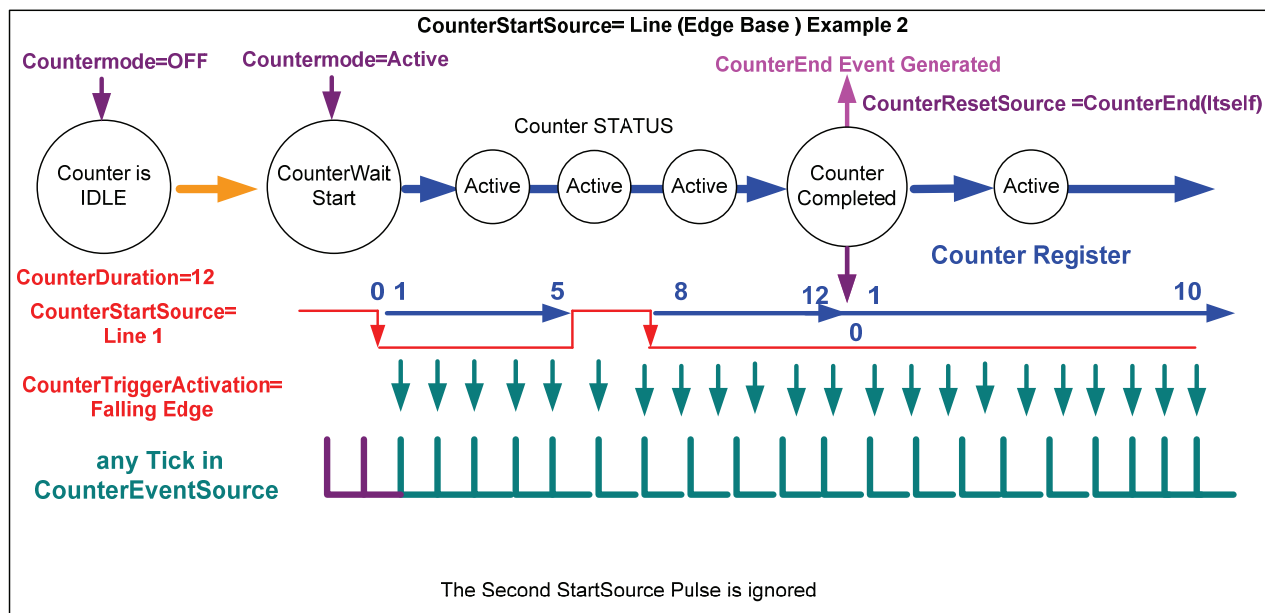 CounterStartSource= Line (Edge Base ) Example 2
Countermode=OFF
Countermode=Active
CounterEnd Event Generated
CounterResetSource =CounterEnd(Itself)
Counter STATUS
Counter is
IDLE
CounterWait
Start
Active
Active
Active
Counter
Completed
Active
Counter Register
CounterDuration=12
0 1 5 8 12 1 10
CounterStartSource=
Line 1
0
CounterTriggerActivation=
Falling Edge
any Tick in
CounterEventSource
The Second StartSource Pulse is ignored